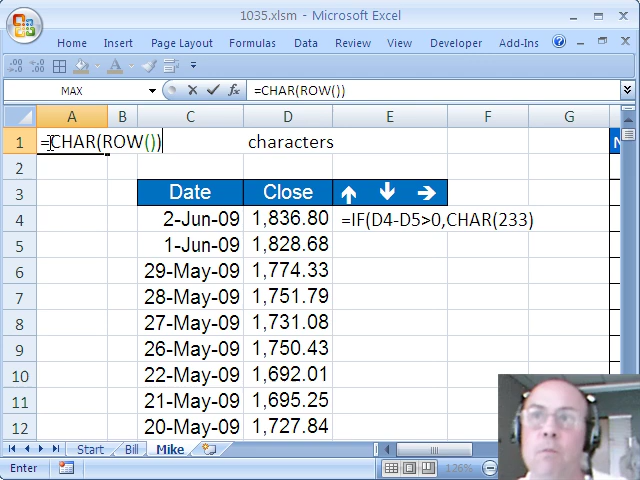 1035.xlsm - Microsoft Excel
Home Insert Page Layout Formulas Data Review View Developer Add-Ins
MAX =CHAR(ROW())
A B C D E F G
1 =CHAR(ROW()) characters N
2
3 Date Close
4 2-Jun-09 1,836.80 =IF(D4-D5>0,CHAR(233)
5 1-Jun-09 1,828.68
6 29-May-09 1,774.33
7 28-May-09 1,751.79
8 27-May-09 1,731.08
9 26-May-09 1,750.43
10 22-May-09 1,692.01
11 21-May-09 1,695.25
12 20-May-09 1,727.84
Start Bill Mike
Enter 126%